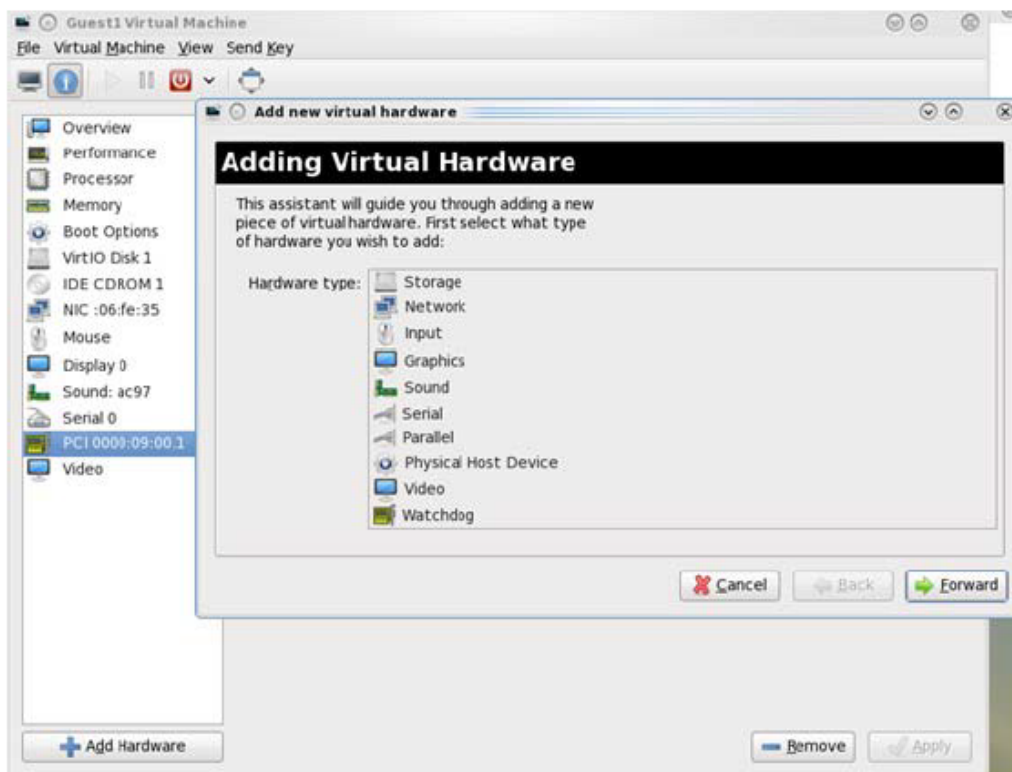 Guest1 Virtual Machine
File Virtual Machine View Send Key
Overview
Performance
Processor
Memory
Boot Options
VirtIO Disk 1
IDE CDROM 1
NIC :06:fe:35
Mouse
Display 0
Sound: ac97
Serial 0
PCI 0000:09:00.1
Video
Add Hardware
Add new virtual hardware
Adding Virtual Hardware
This assistant will guide you through adding a new
piece of virtual hardware. First select what type
of hardware you wish to add:
Hardware type:
Storage
Network
Input
Graphics
Sound
Serial
Parallel
Physical Host Device
Video
Watchdog
Cancel Back Forward
Remove Apply